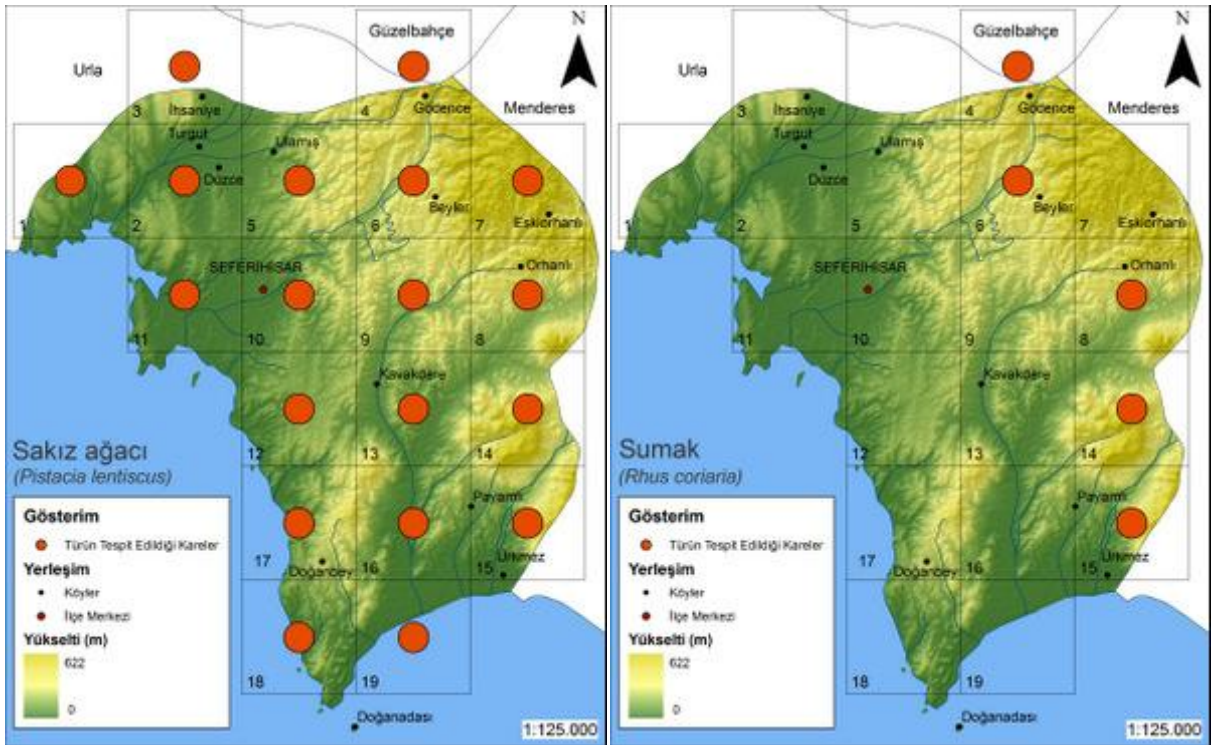 Güzelbahçe
N
Urla
3
İhsaniye
4
Gödence
Menderes
Turgut
Ulamış
Düzce
Beyler
Eskiorhanlı
1
2
5
6
7
SEFERİHİSAR
Orhanlı
11
10
9
8
Kavakdere
Sakız ağacı
(Pistacia lentiscus)
12
13
14
Payamlı
Gösterim
Türün Tespit Edildiği Kareler
Yerleşim
Köyler
İlçe Merkezi
Yükselti (m)
622
0
Doğanbey
Ürkmez
17
16
15
18
19
Doğanadası
1:125.000
Güzelbahçe
N
Urla
3
İhsaniye
4
Gödence
Menderes
Turgut
Ulamış
Düzce
Beyler
Eskiorhanlı
1
2
5
6
7
SEFERİHİSAR
Orhanlı
11
10
9
8
Kavakdere
Sumak
(Rhus coriaria)
12
13
14
Payamlı
Gösterim
Türün Tespit Edildiği Kareler
Yerleşim
Köyler
İlçe Merkezi
Yükselti (m)
622
0
Doğanbey
Ürkmez
17
16
15
18
19
Doğanadası
1:125.000